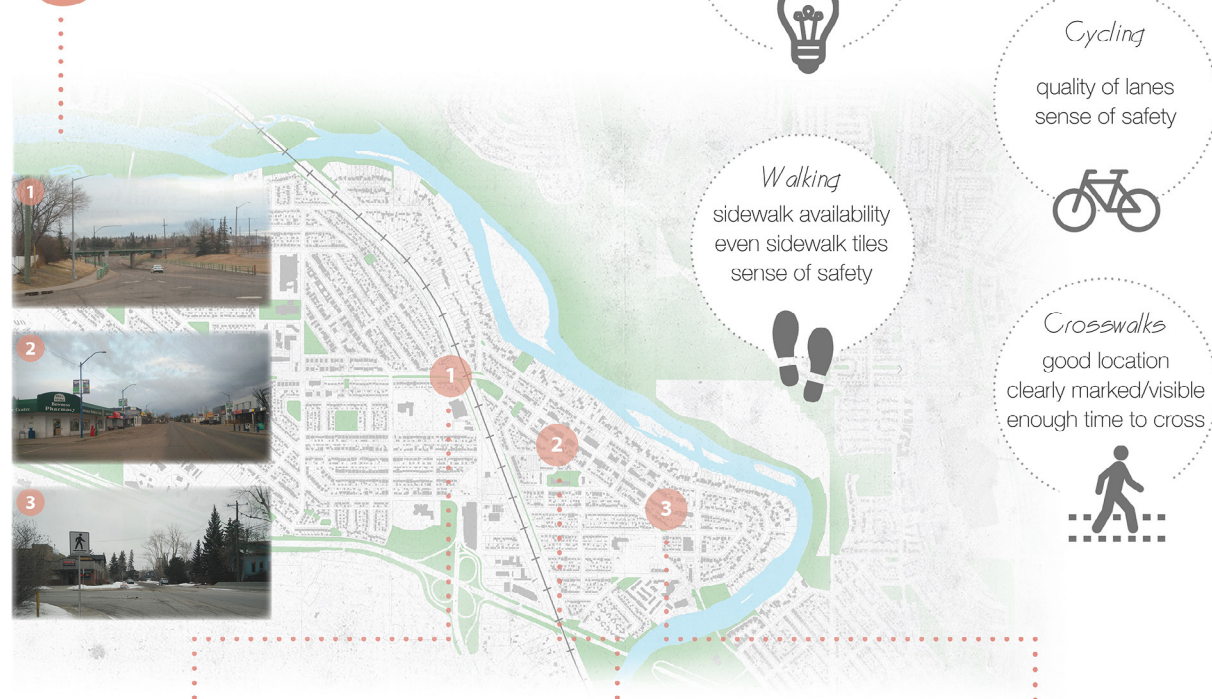 Cycling
quality of lanes
sense of safety
Walking
sidewalk availability
even sidewalk tiles
sense of safety
Crosswalks
good location
clearly marked/visible
enough time to cross
1
2
Pharmacy
3
1
2
3